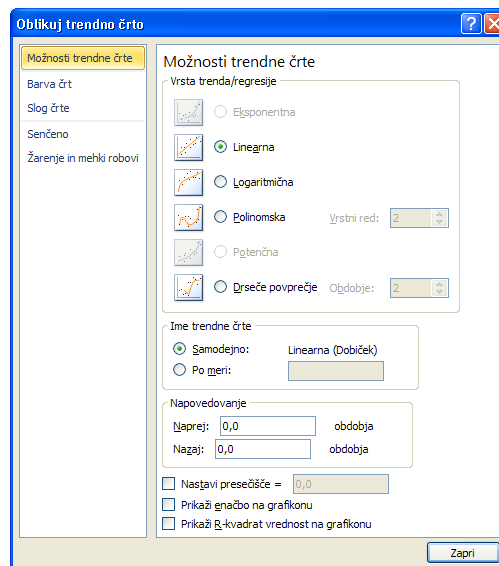 Oblikuj trendno črto
Možnosti trendne črte
Barva črt
Slog črte
Senčeno
Žarenje in mehki robovi
Možnosti trendne črte
Vrsta trenda/regresije
Eksponentna
Linearna
Logaritmična
Polinomska Vrstni red: 2
Potenčna
Drseče povprečje Obdobje: 2
Ime trendne črte
Samodejno: Linearna (Dobiček)
Po meri:
Napovedovanje
Naprej: 0,0 obdobja
Nazaj: 0,0 obdobja
Nastavi presečišče = 0,0
Prikaži enačbo na grafikonu
Prikaži R-kvadrat vrednost na grafikonu
Zapri